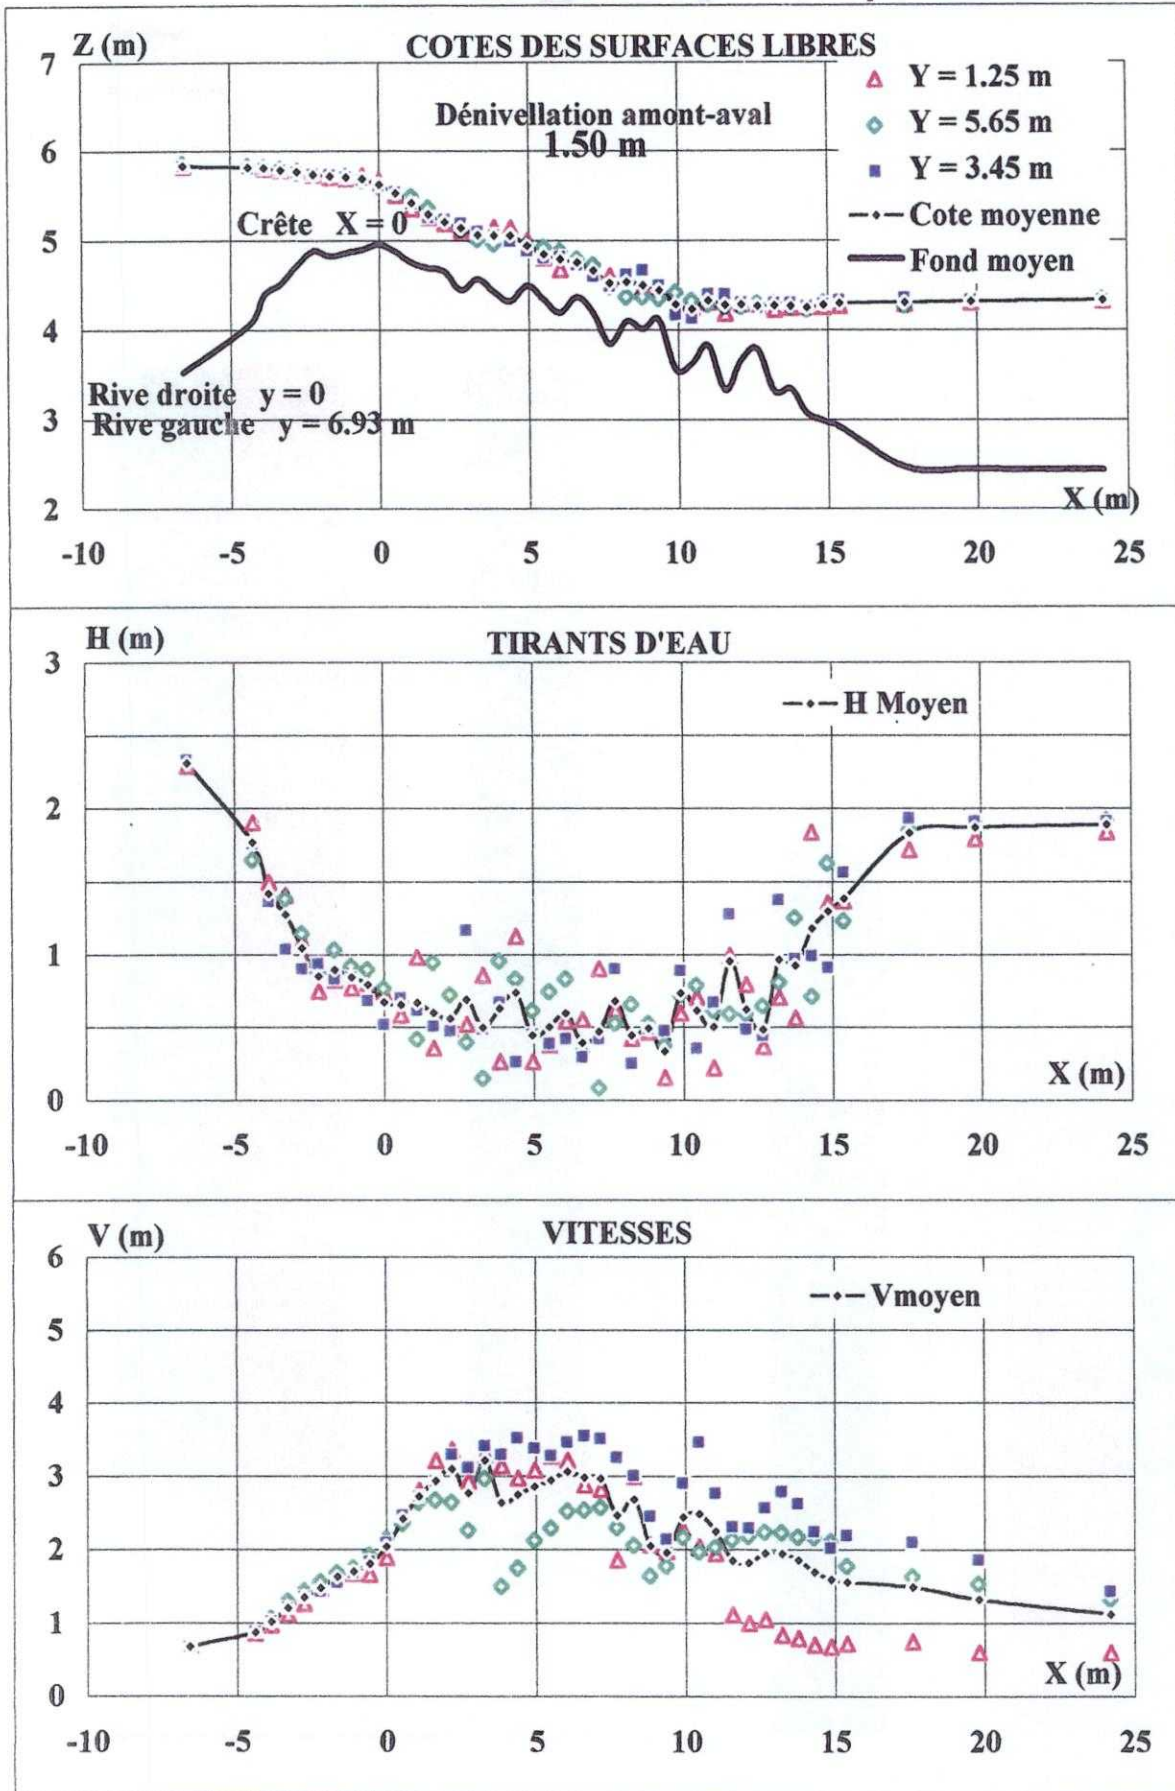 Z (m)
COTES DES SURFACES LIBRES
7
6
5
4
3
2
Y = 1.25 m
Y = 5.65 m
Y = 3.45 m
Cote moyenne
Fond moyen
Dénivellation amont-aval
1.50 m
Crête X = 0
Rive droite y = 0
Rive gauche y = 6.93 m
X (m)
-10 -5 0 5 10 15 20 25
H (m)
TIRANTS D'EAU
3
2
1
0
H Moyen
X (m)
-10 -5 0 5 10 15 20 25
V (m)
VITESSES
6
5
4
3
2
1
0
Vmoyen
X (m)
-10 -5 0 5 10 15 20 25